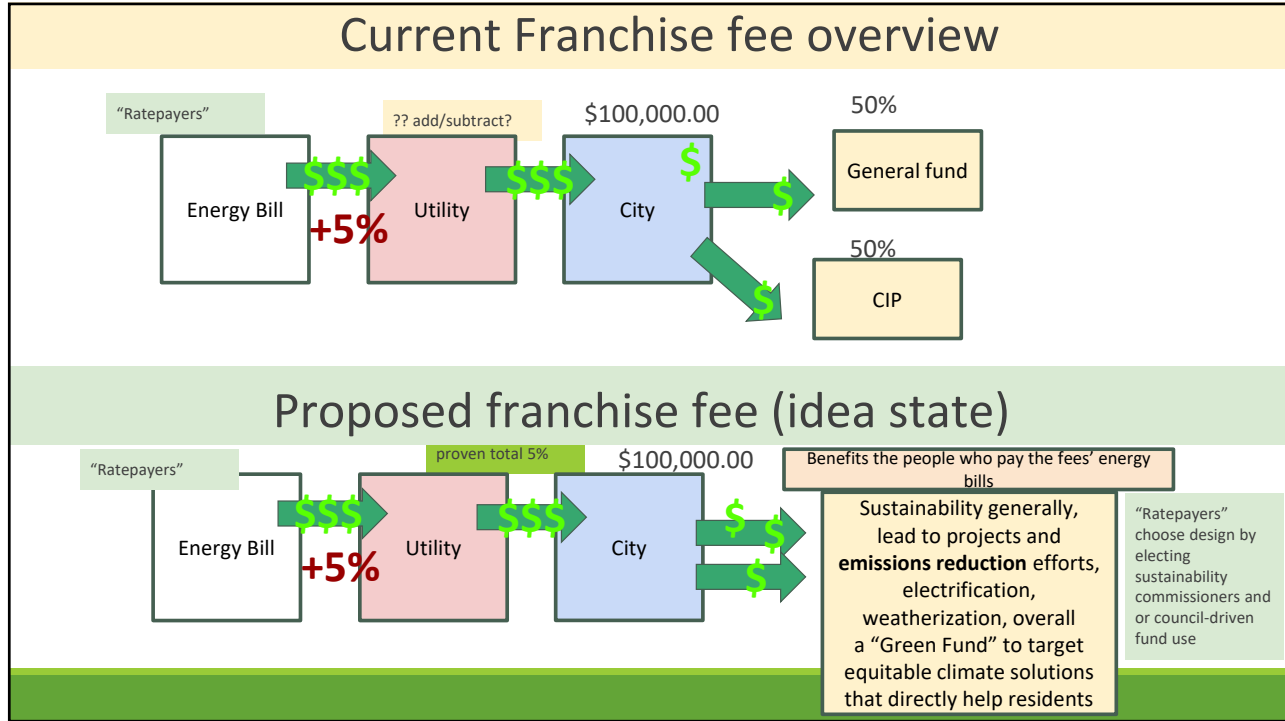 Current Franchise fee overview
“Ratepayers”
?? add/subtract?
$100,000.00
50%
Energy Bill
$$$
+5%
Utility
$$$
City
$
$
General fund
50%
$
CIP
Proposed franchise fee (idea state)
“Ratepayers”
proven total 5%
$100,000.00
Benefits the people who pay the fees’ energy
bills
Energy Bill
$$$
+5%
Utility
$$$
City
$
$
$
Sustainability generally,
lead to projects and
emissions reduction efforts,
electrification,
weatherization, overall
a “Green Fund” to target
equitable climate solutions
that directly help residents
“Ratepayers”
choose design by
electing
sustainability
commissioners and
or council-driven
fund use